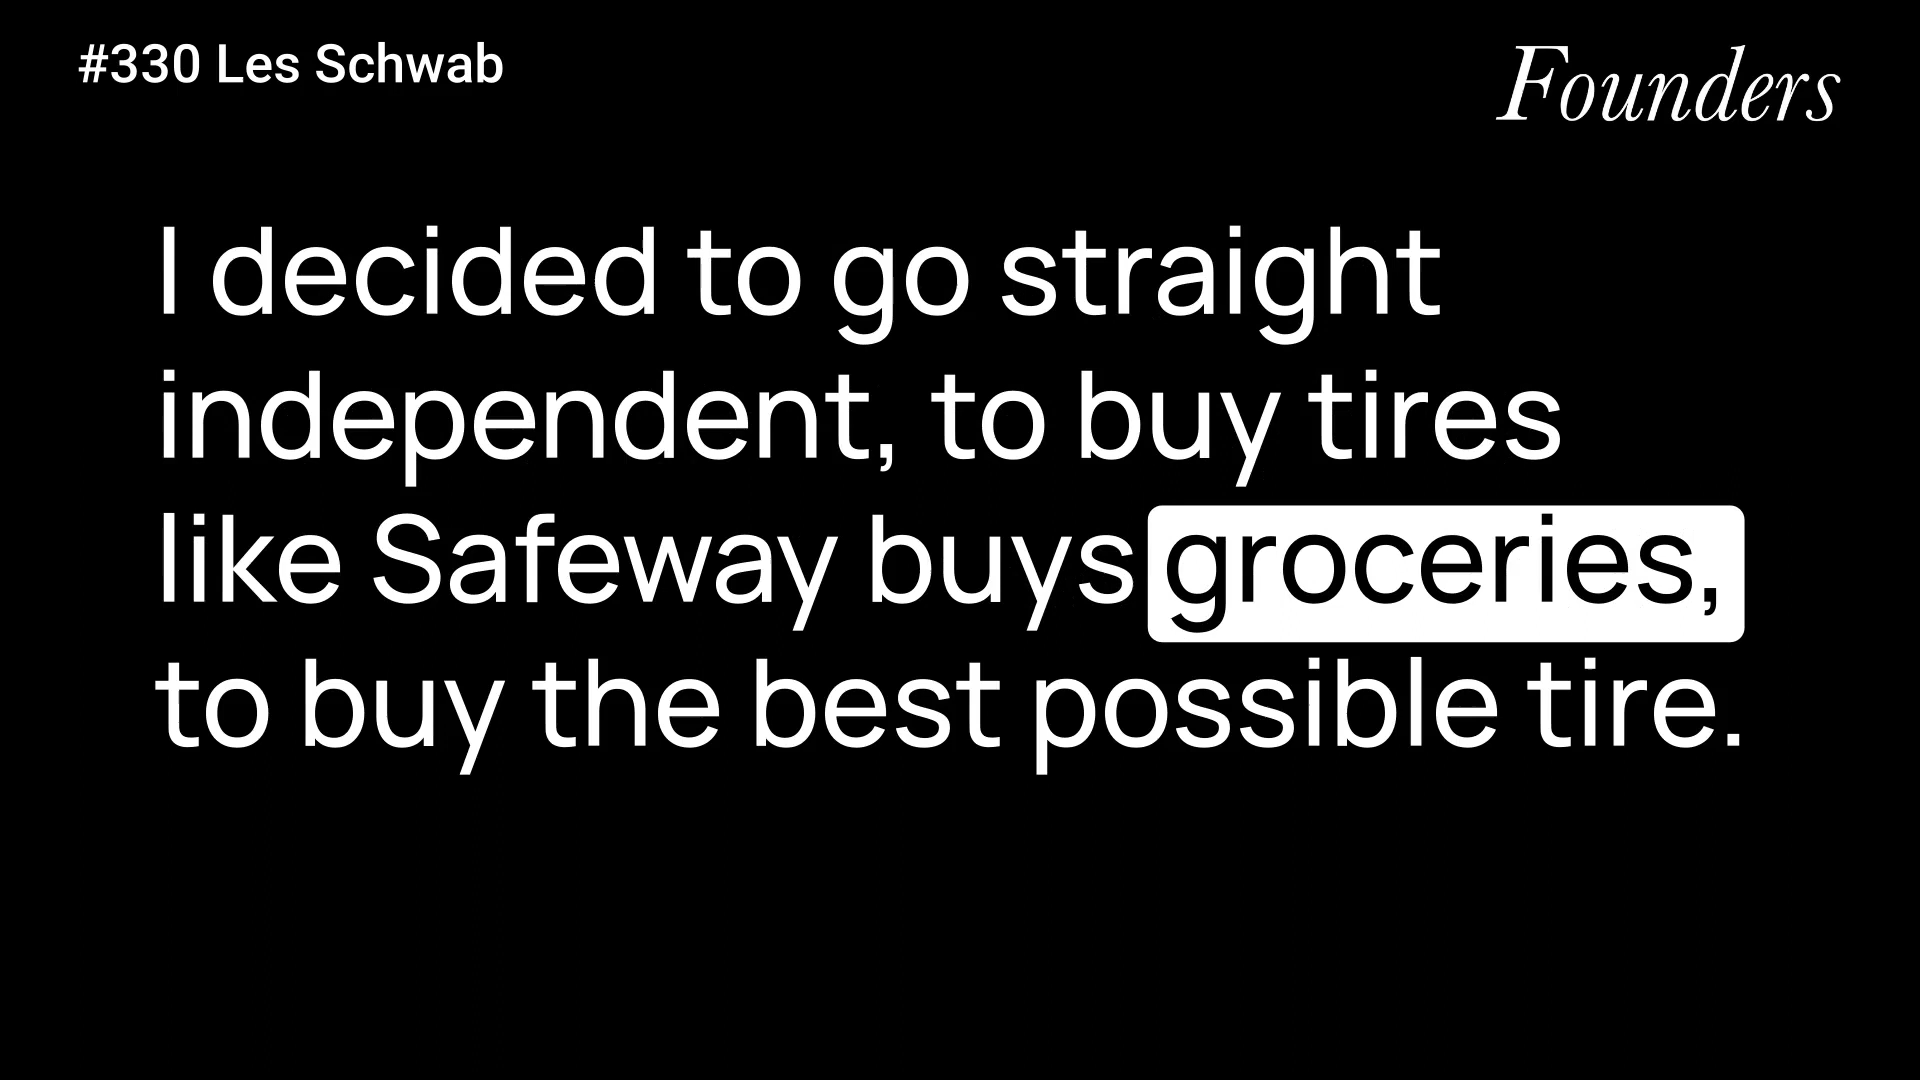 #330 Les Schwab
Founders
I decided to go straight
independent, to buy tires
like Safeway buys groceries,
to buy the best possible tire.